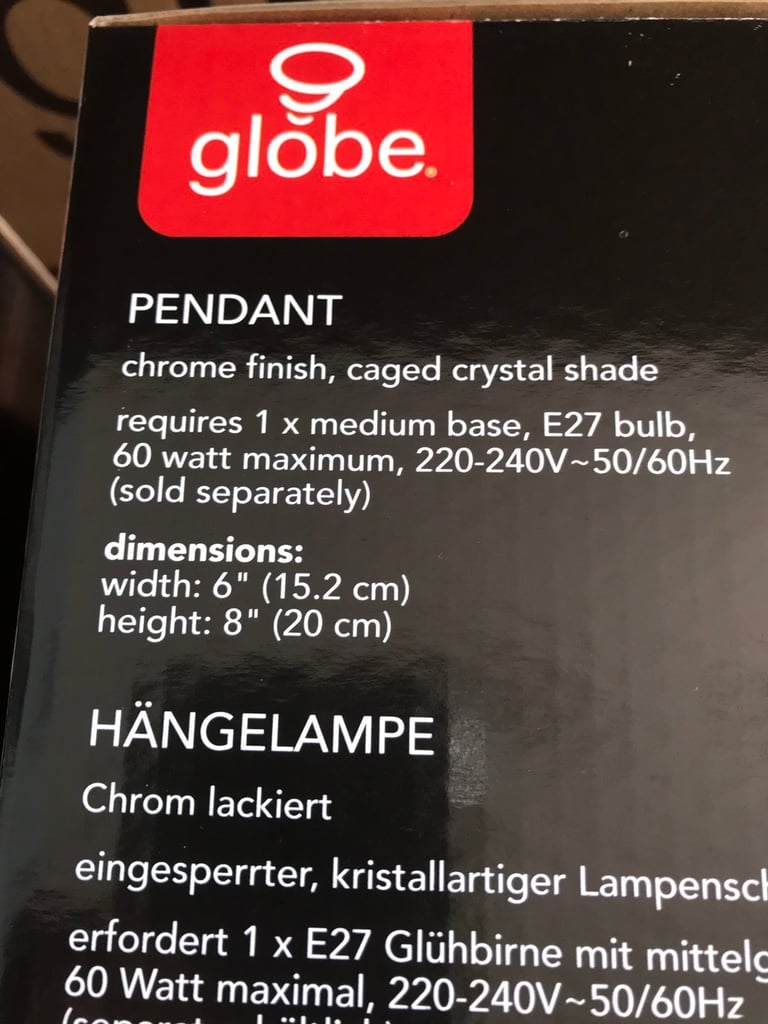 globe
PENDANT
chrome finish, caged crystal shade
requires 1 x medium base, E27 bulb,
60 watt maximum, 220-240V~50/60Hz
(sold separately)
dimensions:
width: 6" (15.2 cm)
height: 8" (20 cm)
HÄNGELAMPE
Chrom lackiert
eingesperrter, kristallartiger
erfordert 1 x E27 Glühbirne mit
60 Watt maximal, 220-240V~50/60Hz